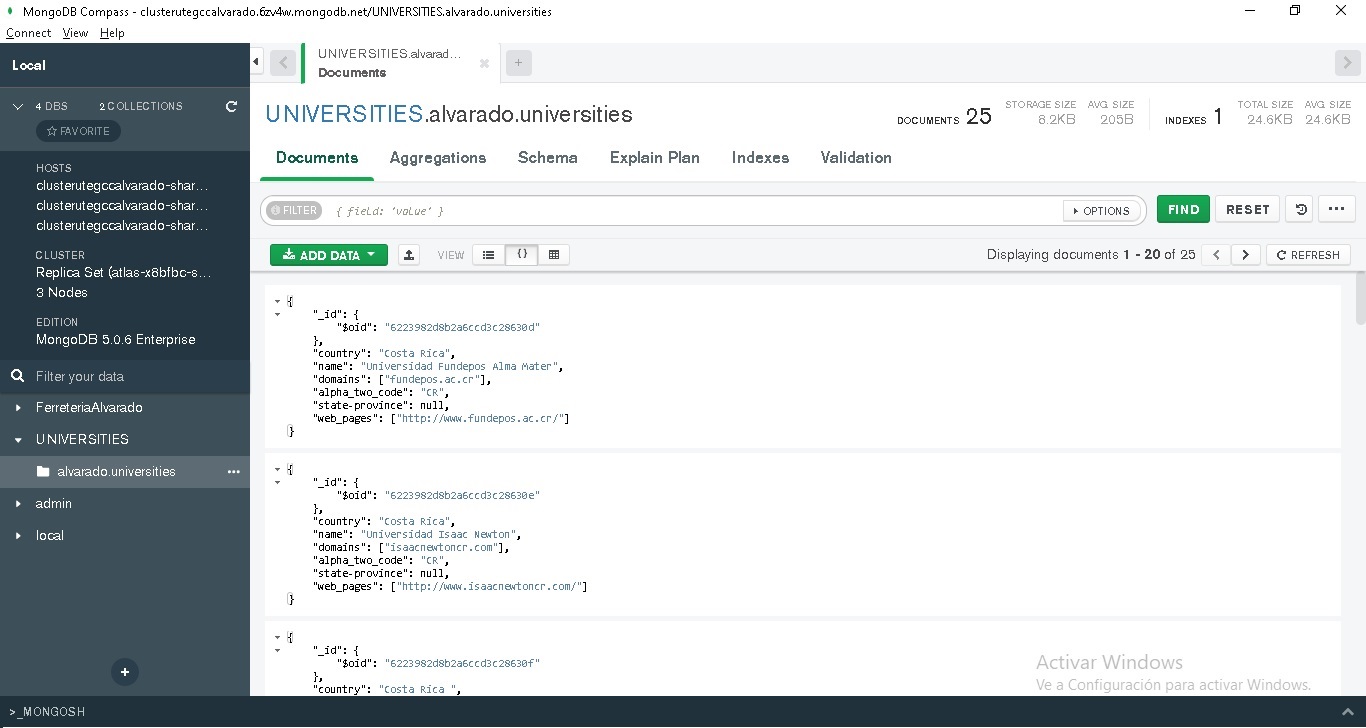 MongoDB Compass - clusterutegccalvarado.6zv4w.mongodb.net/UNIVERSITIES.alvarado.universities
Connect View Help
Local
4 DBS 2 COLLECTIONS
FAVORITE
HOSTS
clusterutegccalvarado-shar...
clusterutegccalvarado-shar...
clusterutegccalvarado-shar...
CLUSTER
Replica Set (atlas-x8bfbc-s...
3 Nodes
EDITION
MongoDB 5.0.6 Enterprise
Filter your data
FerreteriaAlvarado
UNIVERSITIES
alvarado.universities
admin
local
>_MONGOSH
UNIVERSITIES.alvarad...
Documents
UNIVERSITIES.alvarado.universities
DOCUMENTS 25
STORAGE SIZE 8.2KB
AVG. SIZE 205B
INDEXES 1
TOTAL SIZE 24.6KB
AVG. SIZE 24.6KB
Documents Aggregations Schema Explain Plan Indexes Validation
FILTER { field: 'value' } OPTIONS FIND RESET
ADD DATA VIEW {} Displaying documents 1 - 20 of 25 REFRESH
{
"_id": {
"$oid": "6223982d8b2a6ccd3c28630d"
},
"country": "Costa Rica",
"name": "Universidad Fundepos Alma Mater",
"domains": ["fundepos.ac.cr"],
"alpha_two_code": "CR",
"state-province": null,
"web_pages": ["http://www.fundepos.ac.cr/"]
}
{
"_id": {
"$oid": "6223982d8b2a6ccd3c28630e"
},
"country": "Costa Rica",
"name": "Universidad Isaac Newton",
"domains": ["isaacnewtoncr.com"],
"alpha_two_code": "CR",
"state-province": null,
"web_pages": ["http://www.isaacnewtoncr.com/"]
}
{
"_id": {
"$oid": "6223982d8b2a6ccd3c28630f"
},
"country": "Costa Rica ",
Activar Windows
Ve a Configuración para activar Windows.